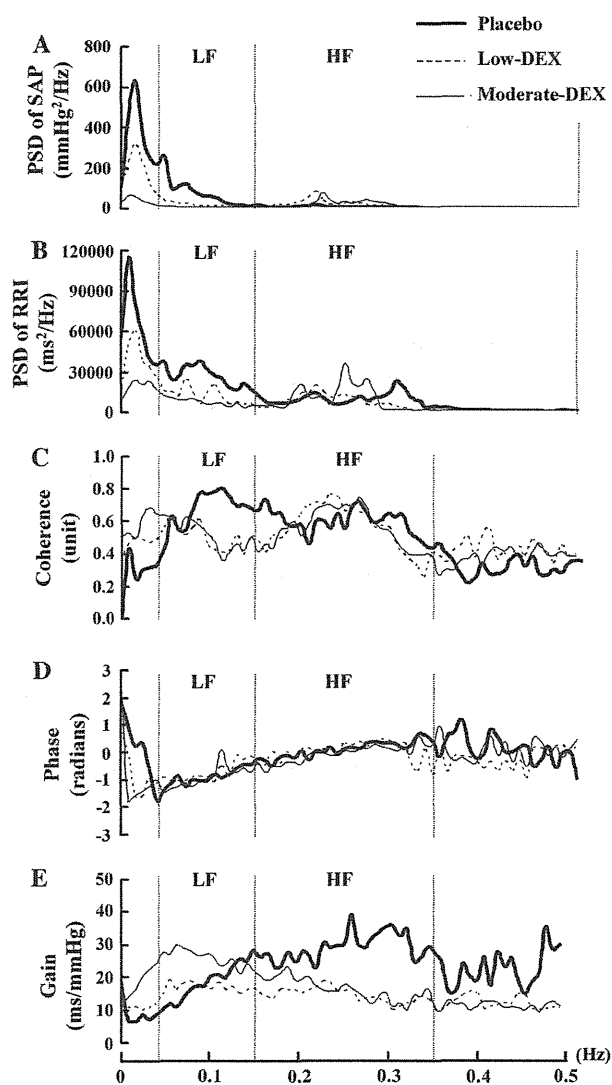 Placebo
Low-DEX
Moderate-DEX
A
LF
HF
PSD of SAP
(mmHg²/Hz)
800
600
400
200
0
B
LF
HF
PSD of RRI
(ms²/Hz)
120000
90000
60000
30000
0
C
LF
HF
Coherence
(unit)
1.0
0.8
0.6
0.4
0.2
0.0
D
LF
HF
Phase
(radians)
3
2
1
0
-1
-2
-3
E
LF
HF
Gain
(ms/mmHg)
50
40
30
20
10
0
0
0.1
0.2
0.3
0.4
0.5
(Hz)